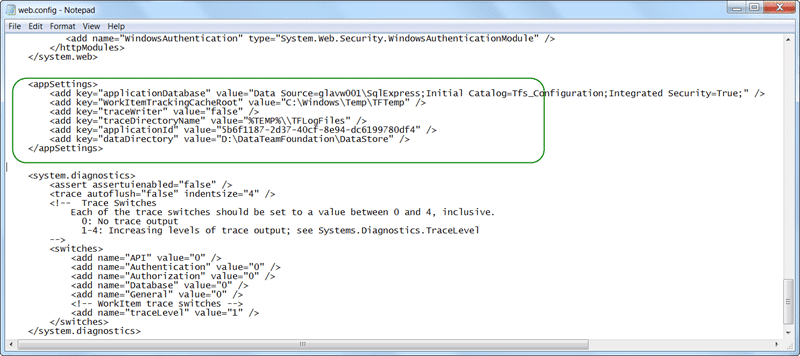 web.config - Notepad
File Edit Format View Help
<add name="WindowsAuthentication" type="System.Web.Security.WindowsAuthenticationModule" />
</httpModules>
</system.web>
<appSettings>
<add key="applicationDatabase" value="Data Source=glavw001\SqlExpress;Initial Catalog=Tfs_Configuration;Integrated Security=True;" />
<add key="WorkItemTrackingCacheRoot" value="C:\Windows\Temp\TFTemp" />
<add key="traceWriter" value="false" />
<add key="traceDirectoryName" value="%TEMP%\\TFLogFiles" />
<add key="applicationId" value="5b6f1187-2d37-40cf-8e94-dc6199780df4" />
<add key="dataDirectory" value="D:\DataTeamFoundation\DataStore" />
</appSettings>
<system.diagnostics>
<assert assertuienabled="false" />
<trace autoflush="false" indentsize="4" />
<!-- Trace Switches
Each of the trace switches should be set to a value between 0 and 4, inclusive.
0: No trace output
1-4: Increasing levels of trace output; see Systems.Diagnostics.TraceLevel
-->
<switches>
<add name="API" value="0" />
<add name="Authentication" value="0" />
<add name="Authorization" value="0" />
<add name="Database" value="0" />
<add name="General" value="0" />
<!-- WorkItem trace switches -->
<add name="traceLevel" value="1" />
</switches>
</system.diagnostics>